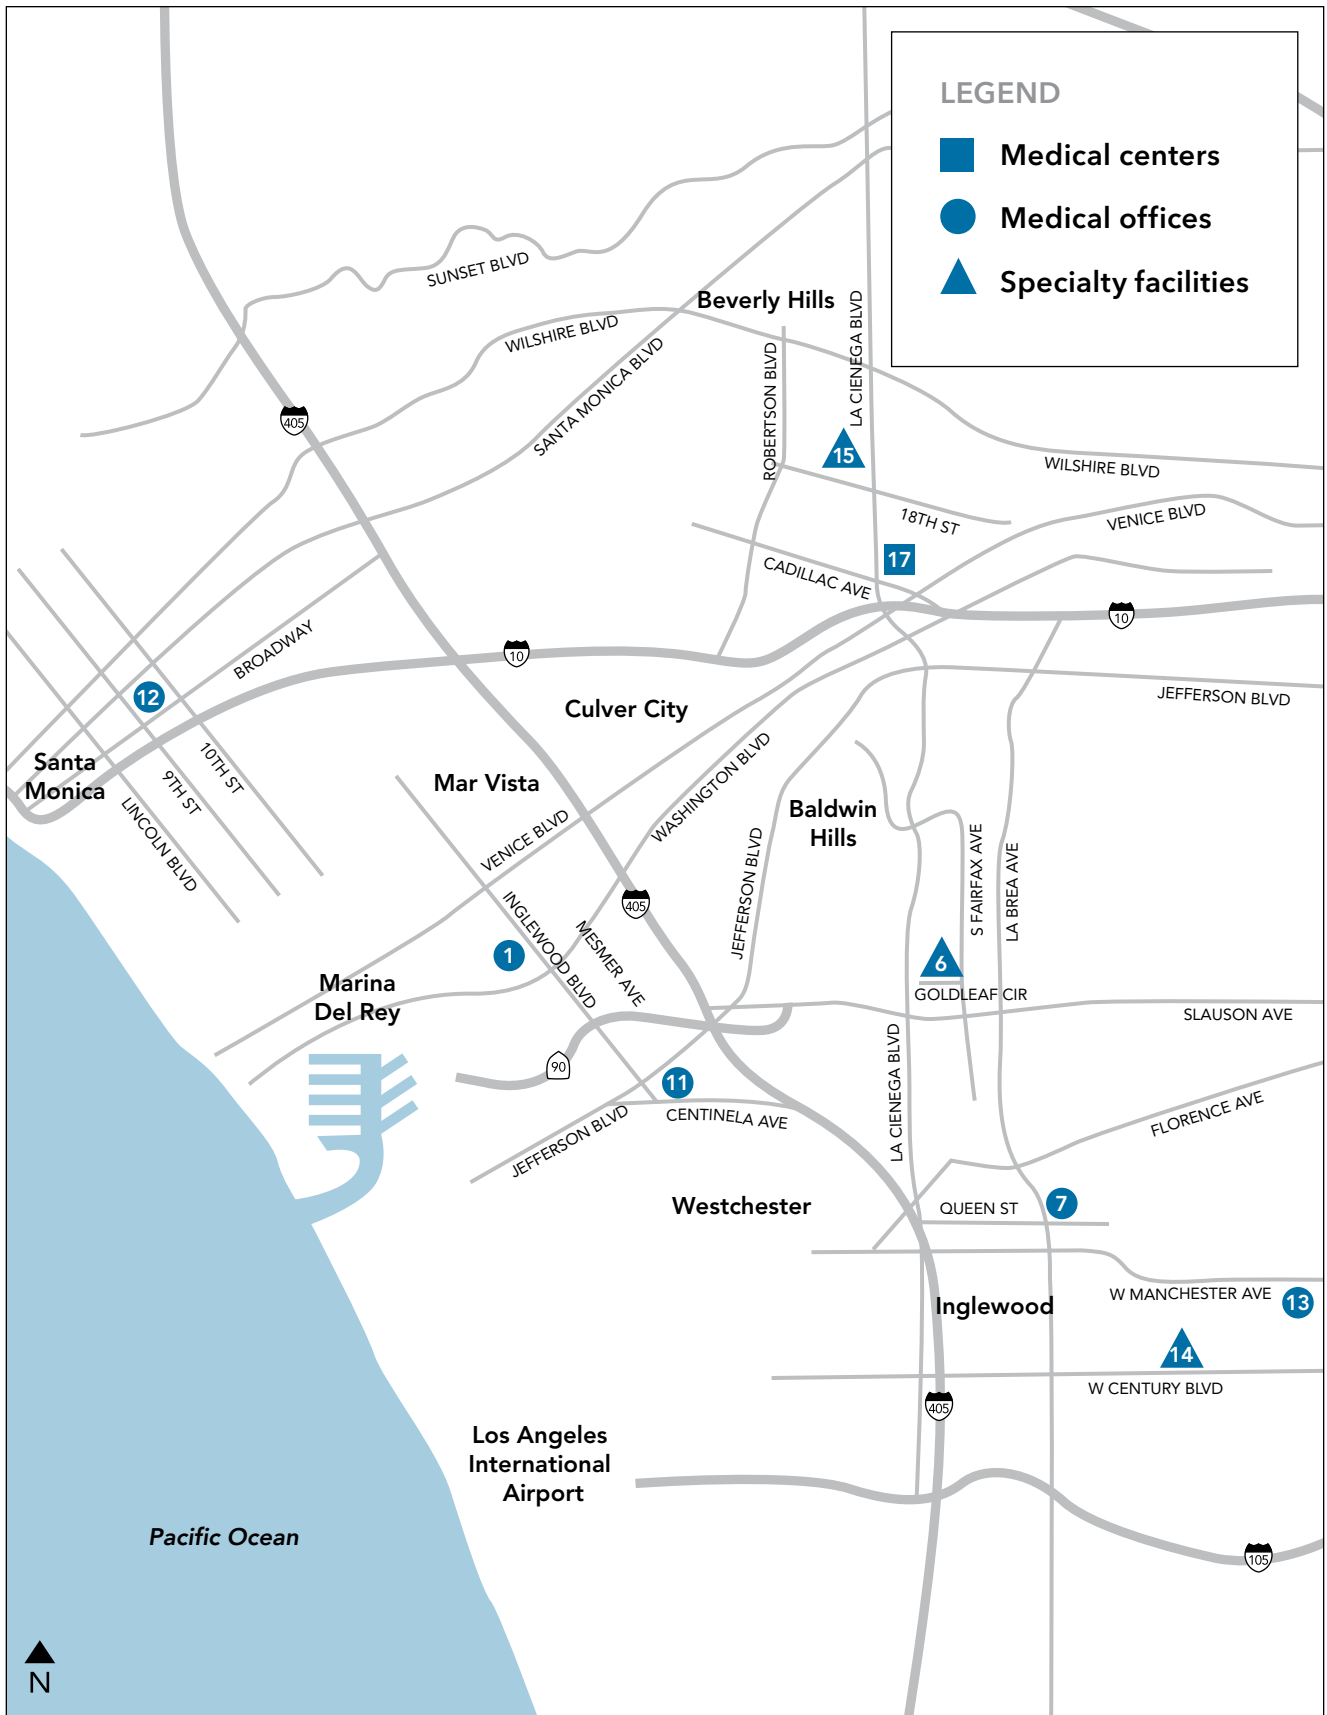 LEGEND
Medical centers
Medical offices
Specialty facilities
SUNSET BLVD
Beverly Hills
WILSHIRE BLVD
SANTA MONICA BLVD
ROBERTSON BLVD
LA CIENEGA BLVD
405
15
WILSHIRE BLVD
18TH ST
VENICE BLVD
17
CADILLAC AVE
10
10
BROADWAY
12
Culver City
JEFFERSON BLVD
Santa
Monica
10TH ST
9TH ST
LINCOLN BLVD
Mar Vista
WASHINGTON BLVD
VENICE BLVD
Baldwin
Hills
JEFFERSON BLVD
S FAIRFAX AVE
LA BREA AVE
405
INGLEWOOD BLVD
MESMER AVE
1
6
GOLDLEAF CIR
Marina
Del Rey
SLAUSON AVE
90
11
CENTINELA AVE
JEFFERSON BLVD
LA CIENEGA BLVD
FLORENCE AVE
Westchester
QUEEN ST
7
W MANCHESTER AVE
13
Inglewood
14
W CENTURY BLVD
405
Los Angeles
International
Airport
105
Pacific Ocean
N